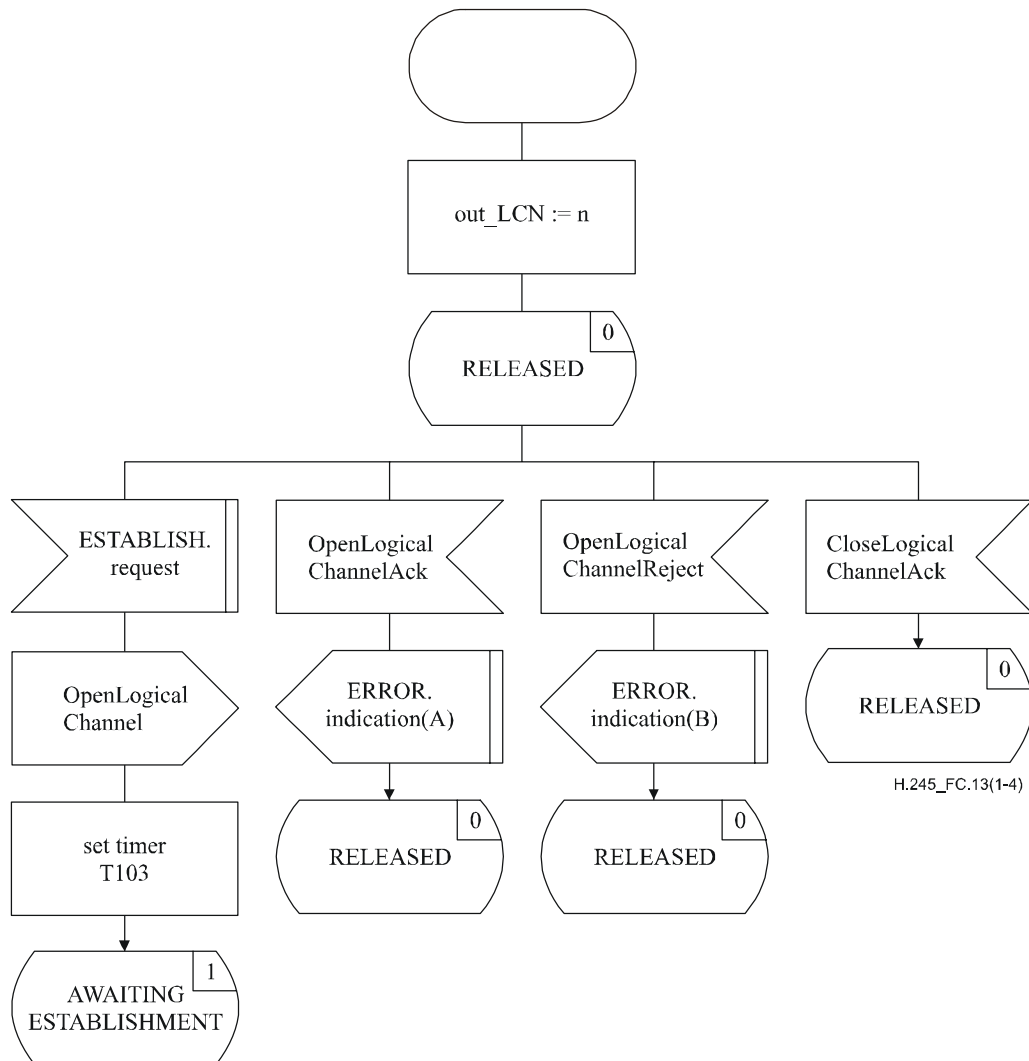 out_LCN := n
0
RELEASED
ESTABLISH.
request
OpenLogical
ChannelAck
OpenLogical
ChannelReject
CloseLogical
ChannelAck
OpenLogical
Channel
ERROR.
indication(A)
ERROR.
indication(B)
0
RELEASED
H.245_FC.13(1-4)
set timer
T103
0
RELEASED
0
RELEASED
1
AWAITING
ESTABLISHMENT